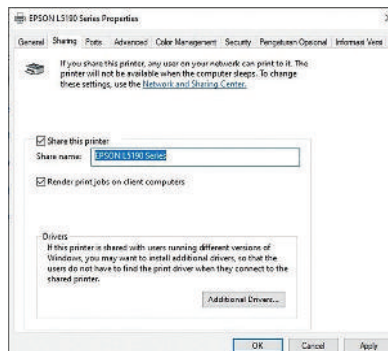 EPSON L5190 Series Properties
General Sharing Ports Advanced Color Management Security Pengaturan Opsional Informasi Versi
If you share this printer, any user on your network can print to it. The
printer will not be available when the computer sleeps. To change
these settings, use the Network and Sharing Center.
Share this printer
Share name: EPSON L5190 Series
Render print jobs on client computers
Drivers
If this printer is shared with users running different versions of
Windows, you may want to install additional drivers, so that the
users do not have to find the print driver when they connect to the
shared printer.
Additional Drivers...
OK Cancel Apply